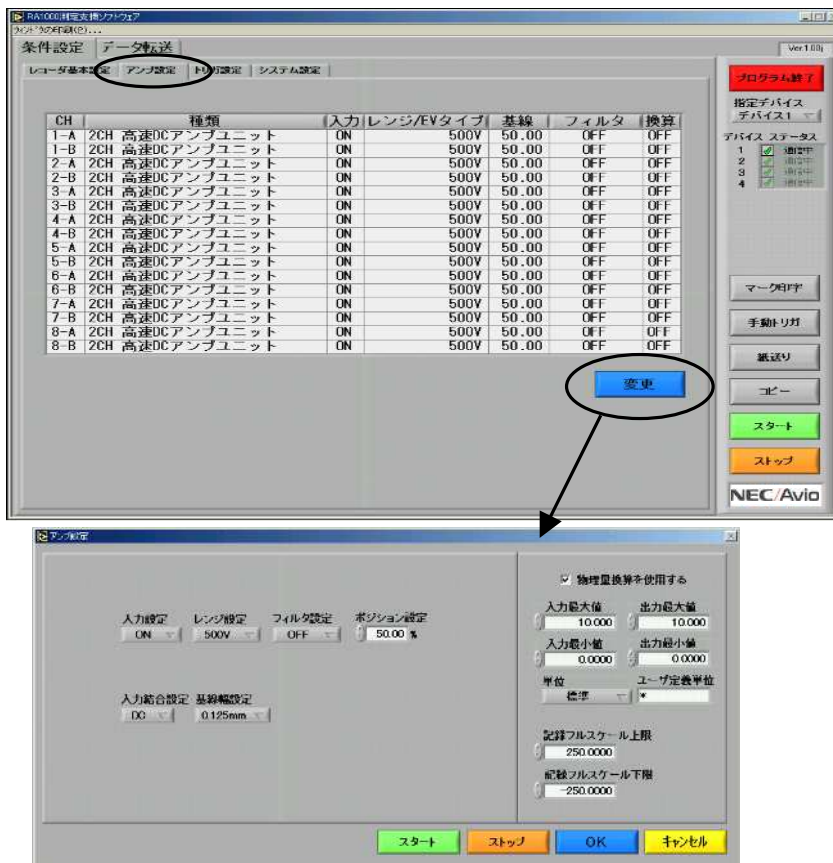 RA1000測定支援ソフトウェア
ウィンドウの印刷(P)...
条件設定 データ転送
Ver.1.00j
レコーダ基本設定 アンプ設定 トリガ設定 システム設定
プログラム終了
指定デバイス
デバイス1
デバイス ステータス
1 通信中
2 通信中
3 通信中
4 通信中
CH 種類 入力 レンジ/EVタイプ 基線 フィルタ 換算
1-A 2CH 高速DCアンプユニット ON 500V 50.00 OFF OFF
1-B 2CH 高速DCアンプユニット ON 500V 50.00 OFF OFF
2-A 2CH 高速DCアンプユニット ON 500V 50.00 OFF OFF
2-B 2CH 高速DCアンプユニット ON 500V 50.00 OFF OFF
3-A 2CH 高速DCアンプユニット ON 500V 50.00 OFF OFF
3-B 2CH 高速DCアンプユニット ON 500V 50.00 OFF OFF
4-A 2CH 高速DCアンプユニット ON 500V 50.00 OFF OFF
4-B 2CH 高速DCアンプユニット ON 500V 50.00 OFF OFF
5-A 2CH 高速DCアンプユニット ON 500V 50.00 OFF OFF
5-B 2CH 高速DCアンプユニット ON 500V 50.00 OFF OFF
6-A 2CH 高速DCアンプユニット ON 500V 50.00 OFF OFF
6-B 2CH 高速DCアンプユニット ON 500V 50.00 OFF OFF
7-A 2CH 高速DCアンプユニット ON 500V 50.00 OFF OFF
7-B 2CH 高速DCアンプユニット ON 500V 50.00 OFF OFF
8-A 2CH 高速DCアンプユニット ON 500V 50.00 OFF OFF
8-B 2CH 高速DCアンプユニット ON 500V 50.00 OFF OFF
変更
マーク印字
手動トリガ
紙送り
コピー
スタート
ストップ
NEC/Avio
アンプ設定
物理量換算を使用する
入力設定 レンジ設定 フィルタ設定 ポジション設定
ON 500V OFF 50.00 %
入力結合設定 基線幅設定
DC 0.125mm
入力最大値 出力最大値
10.000 10.000
入力最小値 出力最小値
0.0000 0.0000
単位 ユーザ定義単位
標準 *
記録フルスケール上限
250.0000
記録フルスケール下限
-250.0000
スタート ストップ OK キャンセル